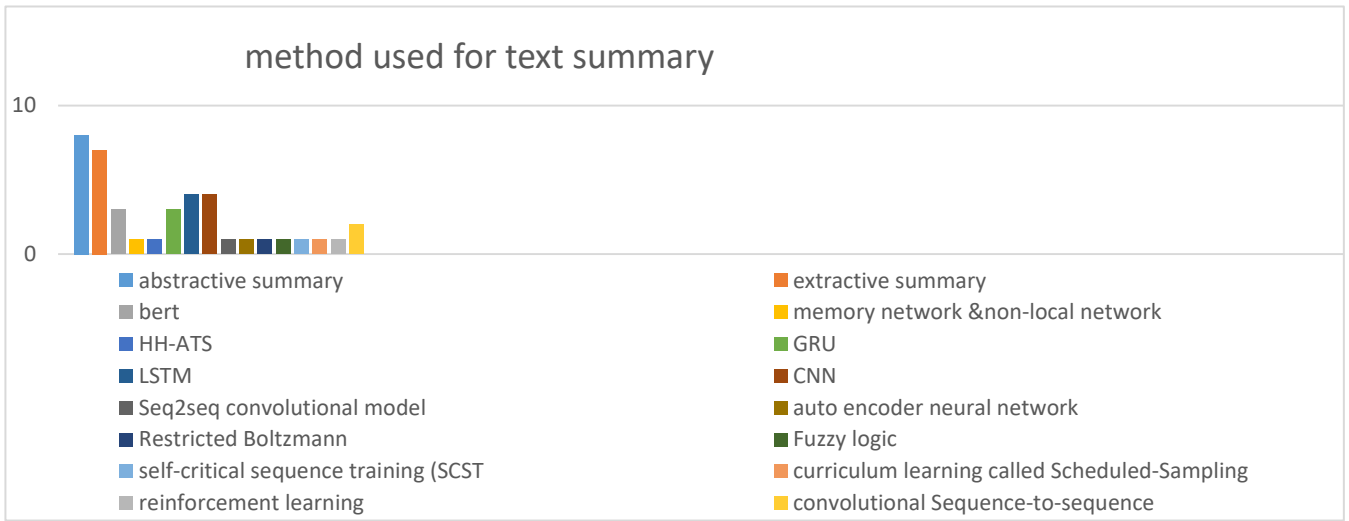 method used for text summary
10
0
abstractive summary
extractive summary
bert
memory network &non-local network
HH-ATS
GRU
LSTM
CNN
Seq2seq convolutional model
auto encoder neural network
Restricted Boltzmann
Fuzzy logic
self-critical sequence training (SCST
curriculum learning called Scheduled-Sampling
reinforcement learning
convolutional Sequence-to-sequence